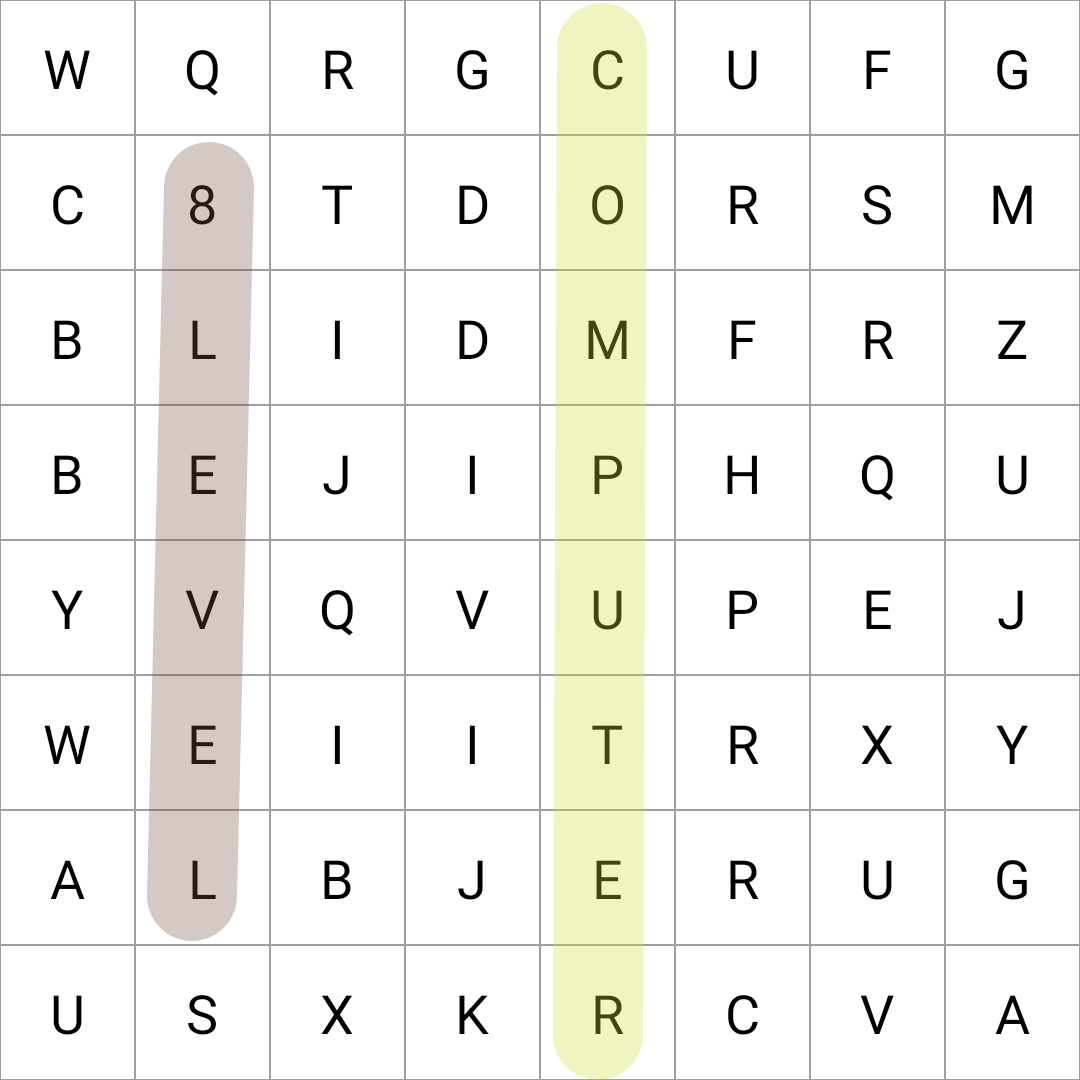 W Q R G C U F G
C 8 T D O R S M
B L I D M F R Z
B E J I P H Q U
Y V Q V U P E J
W E I I T R X Y
A L B J E R U G
U S X K R C V A